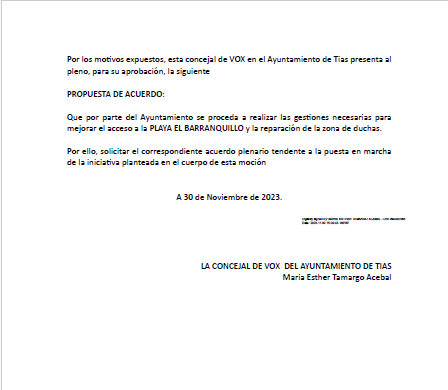 Por los motivos expuestos, esta concejal de VOX en el Ayuntamiento de Tias presenta al
pleno, para su aprobación, la siguiente
PROPUESTA DE ACUERDO:
Que por parte del Ayuntamiento se proceda a realizar las gestiones necesarias para
mejorar el acceso a la PLAYA EL BARRANQUILLO y la reparación de la zona de duchas.
Por ello, solicitar el correspondiente acuerdo plenario tendente a la puesta en marcha
de la iniciativa planteada en el cuerpo de esta moción
A 30 de Noviembre de 2023.
LA CONCEJAL DE VOX DEL AYUNTAMIENTO DE TIAS
Maria Esther Tamargo Acebal